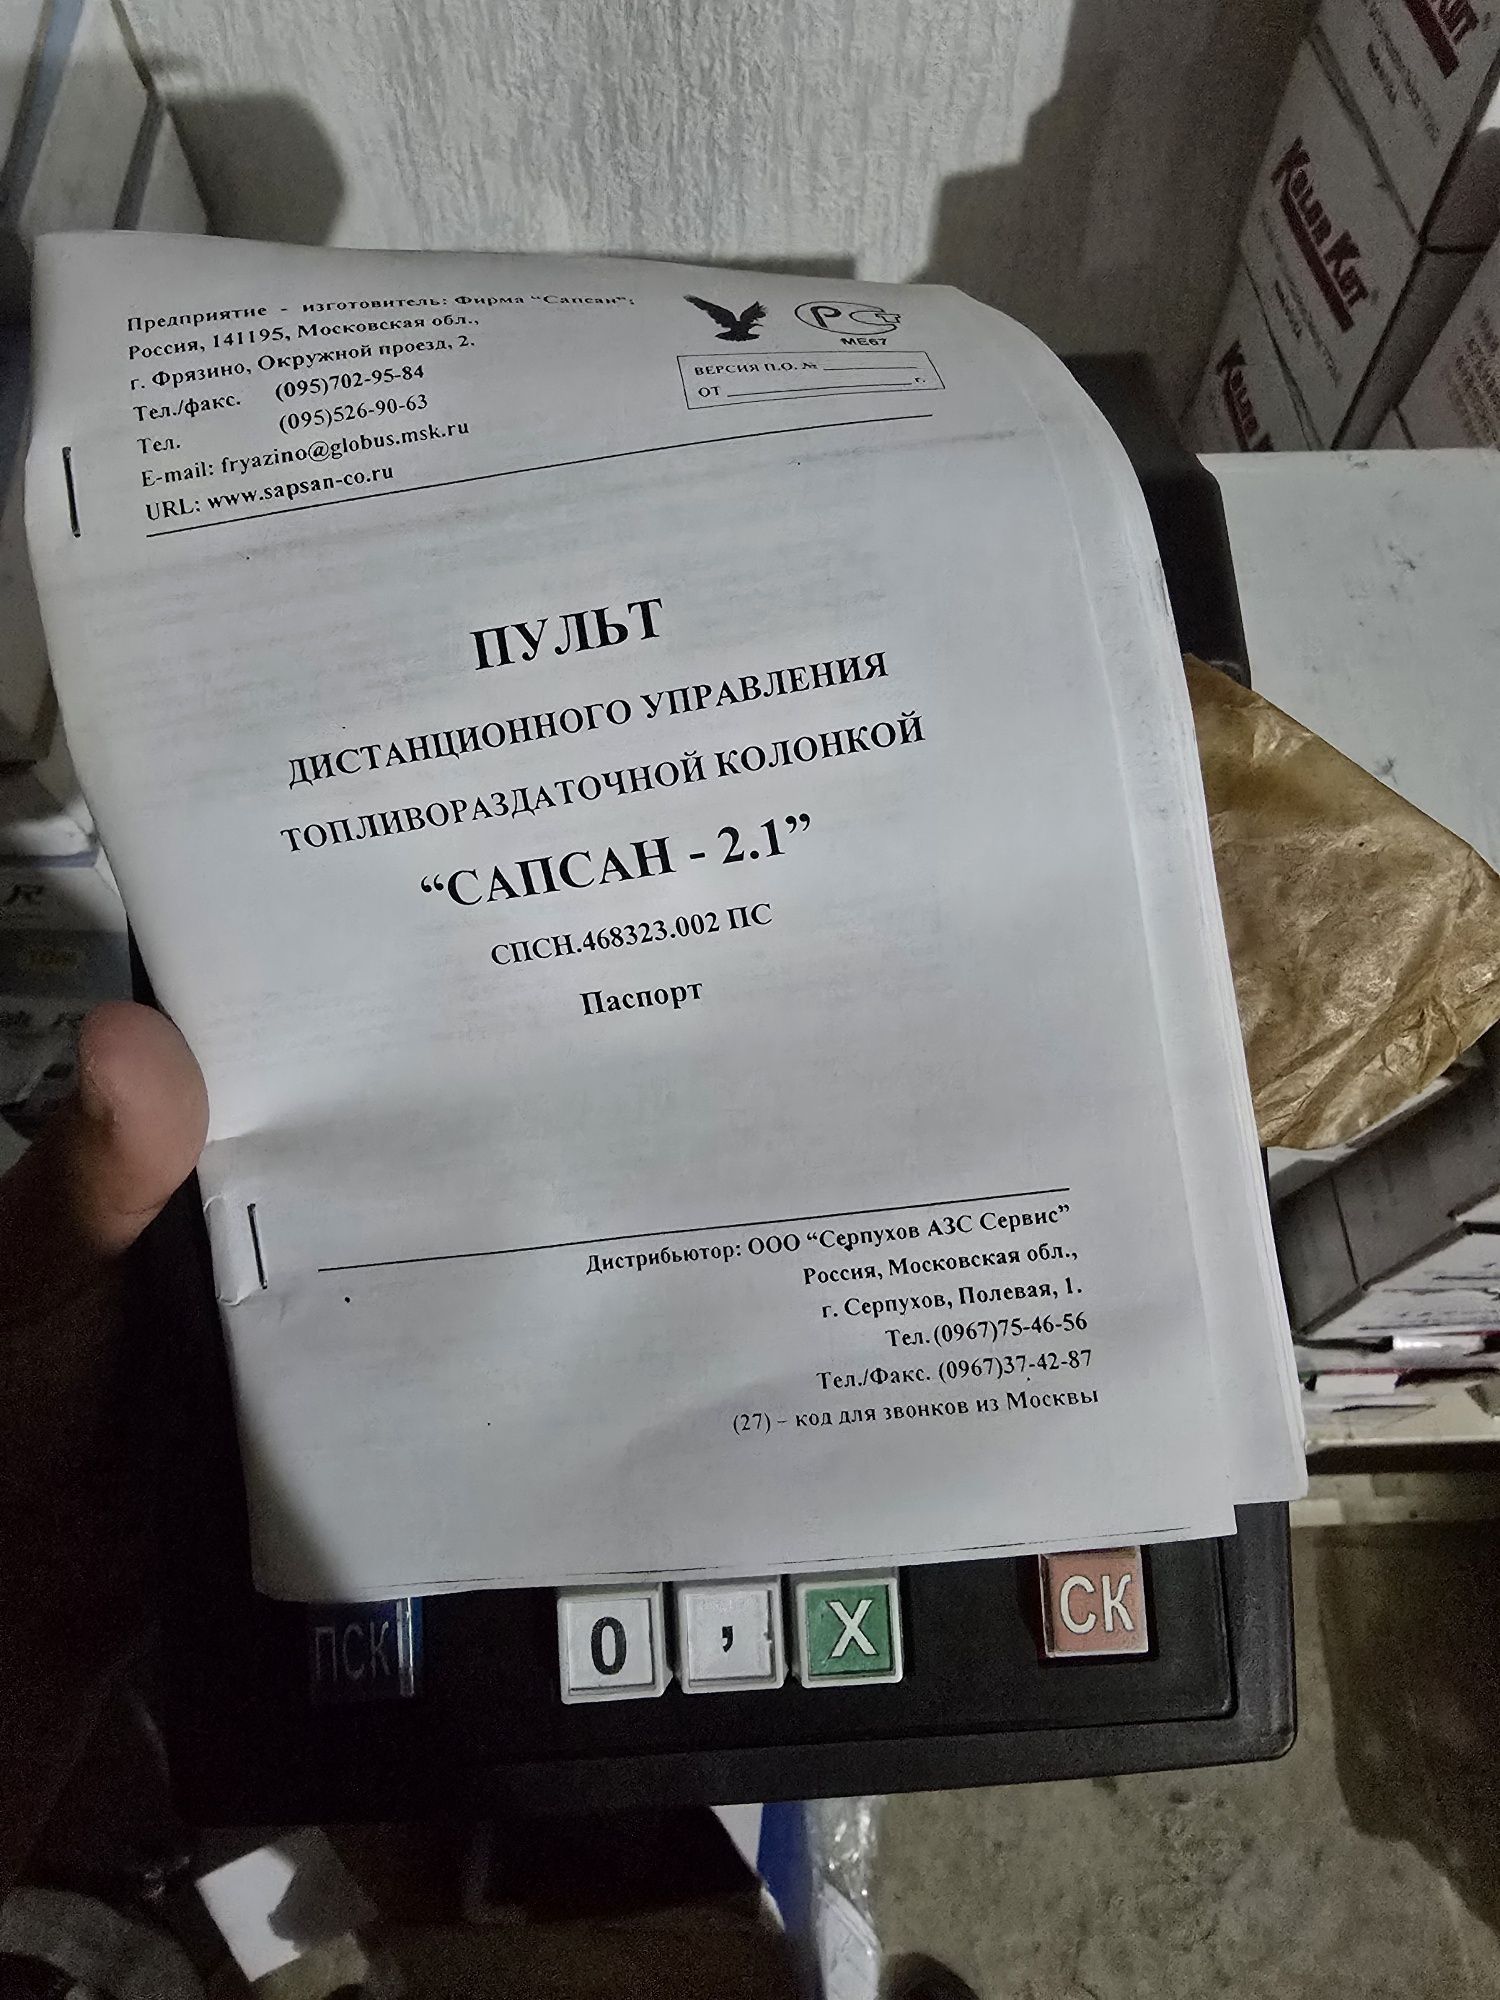 Предприятие - изготовитель: Фирма “Сапсан”;
Россия, 141195, Московская обл.,
г. Фрязино, Окружной проезд, 2.
Тел./факс. (095)702-95-84
Тел. (095)526-90-63
E-mail: fryazino@globus.msk.ru
URL: www.sapsan-co.ru
РСТ
МЕ67
ВЕРСИЯ П.О. №
ОТ г.
ПУЛЬТ
ДИСТАНЦИОННОГО УПРАВЛЕНИЯ
ТОПЛИВОРАЗДАТОЧНОЙ КОЛОНКОЙ
“САПСАН - 2.1”
СПСН.468323.002 ПС
Паспорт
Дистрибьютор: ООО “Серпухов АЗС Сервис”
Россия, Московская обл.,
г. Серпухов, Полевая, 1.
Тел.(0967)75-46-56
Тел./Факс. (0967)37-42-87
(27) – код для звонков из Москвы
ПСК 0 , X СК
KOLOR KUT
KOLOR